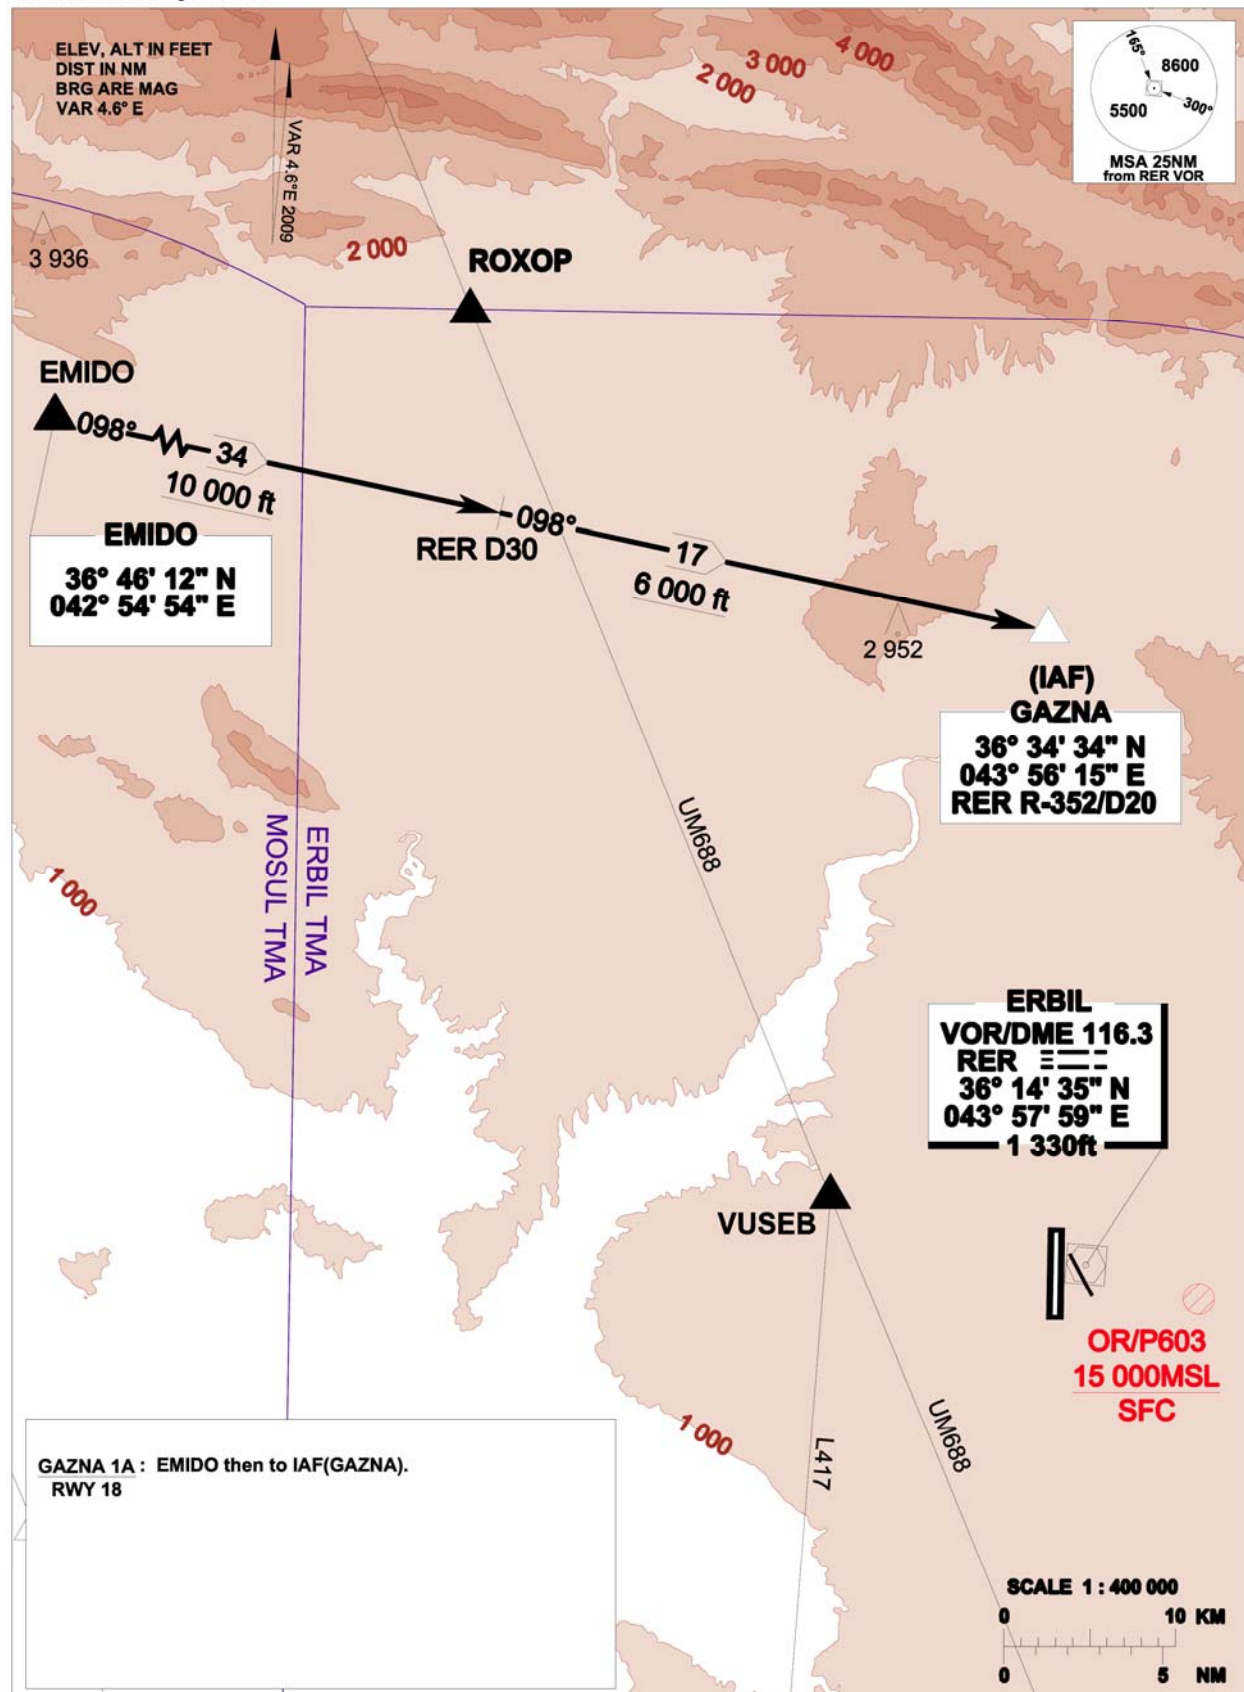 ELEV, ALT IN FEET
DIST IN NM
BRG ARE MAG
VAR 4.6° E
VAR 4.6°E 2009
2 000
3 000
4 000
165°
8600
5500
300°
MSA 25NM
from RER VOR
3 936
2 000
ROXOP
EMIDO
098°
34
10 000 ft
RER D30
098°
17
6 000 ft
EMIDO
36° 46' 12" N
042° 54' 54" E
2 952
(IAF)
GAZNA
36° 34' 34" N
043° 56' 15" E
RER R-352/D20
UM688
MOSUL TMA
ERBIL TMA
1 000
ERBIL
VOR/DME 116.3
RER
36° 14' 35" N
043° 57' 59" E
1 330ft
VUSEB
OR/P603
15 000MSL
SFC
1 000
L417
UM688
GAZNA 1A : EMIDO then to IAF(GAZNA).
RWY 18
SCALE 1 : 400 000
0 10 KM
0 5 NM